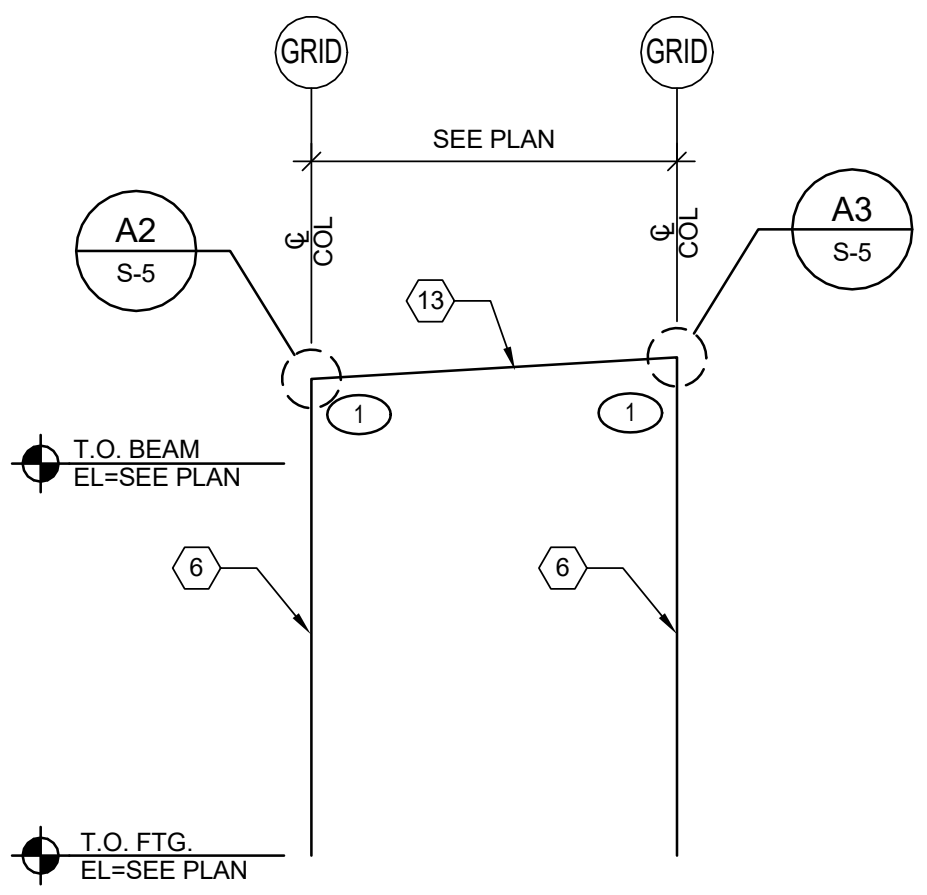 GRID
GRID
SEE PLAN
℄ COL
℄ COL
A2
S-5
A3
S-5
13
1
1
T.O. BEAM
EL=SEE PLAN
6
6
T.O. FTG.
EL=SEE PLAN